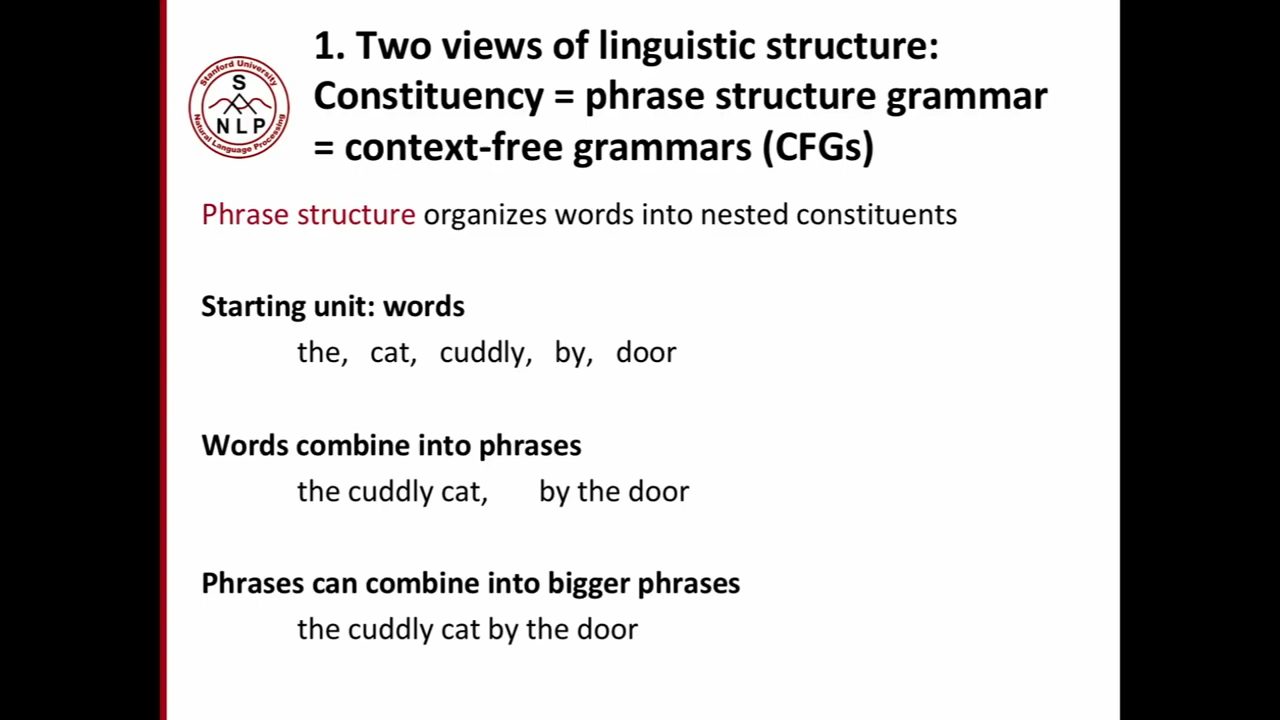 1. Two views of linguistic structure:
Constituency = phrase structure grammar
= context-free grammars (CFGs)
Stanford University
S
NLP
Natural Language Processing
Phrase structure organizes words into nested constituents
Starting unit: words
the, cat, cuddly, by, door
Words combine into phrases
the cuddly cat, by the door
Phrases can combine into bigger phrases
the cuddly cat by the door